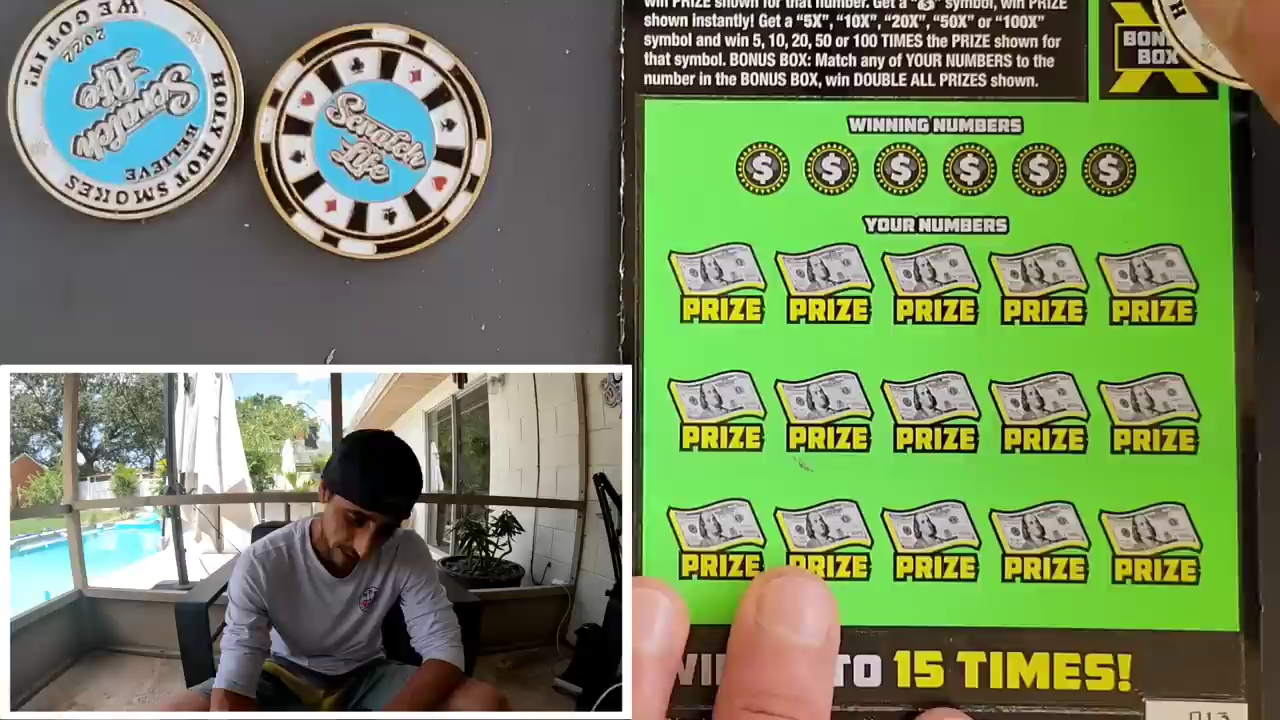 HOLY HOT SMOKES
BELIEVE
Scratch
Life
2022
WE GOT IT!
Scratch
Life
win PRIZE shown for that number. Get a "$" symbol, win PRIZE
shown instantly! Get a "5X", "10X", "20X", "50X" or "100X"
symbol and win 5, 10, 20, 50 or 100 TIMES the PRIZE shown for
that symbol. BONUS BOX: Match any of YOUR NUMBERS to the
number in the BONUS BOX, win DOUBLE ALL PRIZES shown.
BOX
WINNING NUMBERS
$ $ $ $ $ $
YOUR NUMBERS
PRIZE PRIZE PRIZE PRIZE PRIZE
PRIZE PRIZE PRIZE PRIZE PRIZE
PRIZE PRIZE PRIZE PRIZE PRIZE
TO 15 TIMES!
013